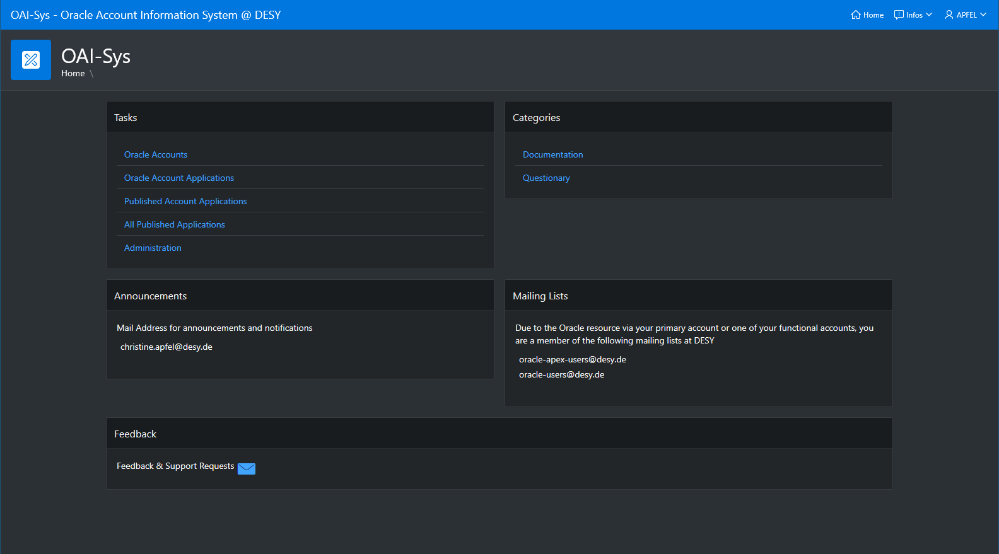 OAI-Sys - Oracle Account Information System @ DESY
Home
Infos
APFEL
OAI-Sys
Home \
Tasks
Oracle Accounts
Oracle Account Applications
Published Account Applications
All Published Applications
Administration
Categories
Documentation
Questionary
Announcements
Mail Address for announcements and notifications
christine.apfel@desy.de
Mailing Lists
Due to the Oracle resource via your primary account or one of your functional accounts, you
are a member of the following mailing lists at DESY
oracle-apex-users@desy.de
oracle-users@desy.de
Feedback
Feedback & Support Requests